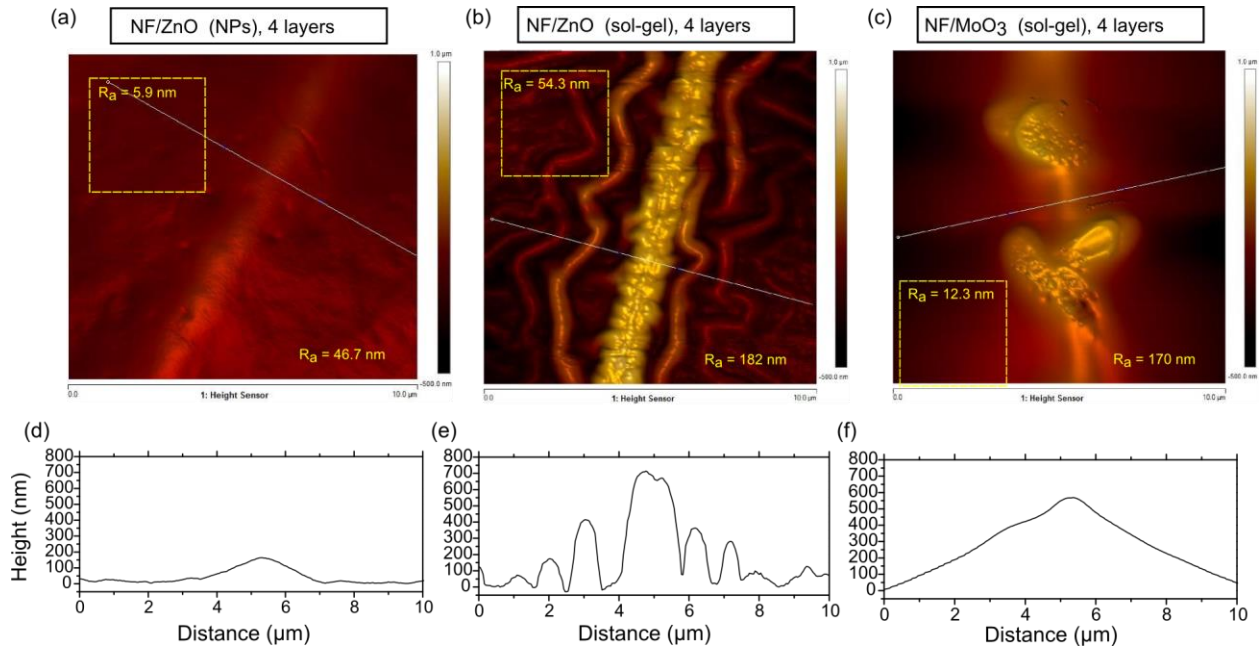 (a)
NF/ZnO (NPs), 4 layers
(b)
NF/ZnO (sol-gel), 4 layers
(c)
NF/MoO3 (sol-gel), 4 layers
Ra = 5.9 nm
Ra = 46.7 nm
1.0 µm
-500.0 nm
0.0
1: Height Sensor
10.0 µm
Ra = 54.3 nm
Ra = 182 nm
1.0 µm
-500.0 nm
0.0
1: Height Sensor
10.0 µm
Ra = 12.3 nm
Ra = 170 nm
1.0 µm
-500.0 nm
0.0
1: Height Sensor
10.0 µm
(d)
Height (nm)
800
700
600
500
400
300
200
100
0
0 2 4 6 8 10
Distance (µm)
(e)
800
700
600
500
400
300
200
100
0
0 2 4 6 8 10
Distance (µm)
(f)
800
700
600
500
400
300
200
100
0
0 2 4 6 8 10
Distance (µm)